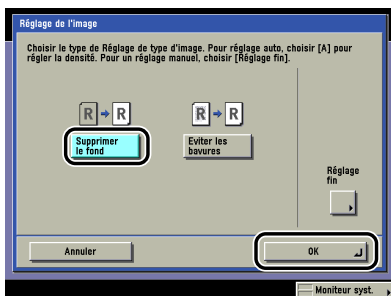 Réglage de l'image
Choisir le type de Réglage de type d'image. Pour réglage auto, choisir [A] pour
régler la densité. Pour un réglage manuel, choisir [Réglage fin].
R R R R
Supprimer
le fond
Eviter les
bavures
Réglage
fin
Annuler
OK
Moniteur syst.